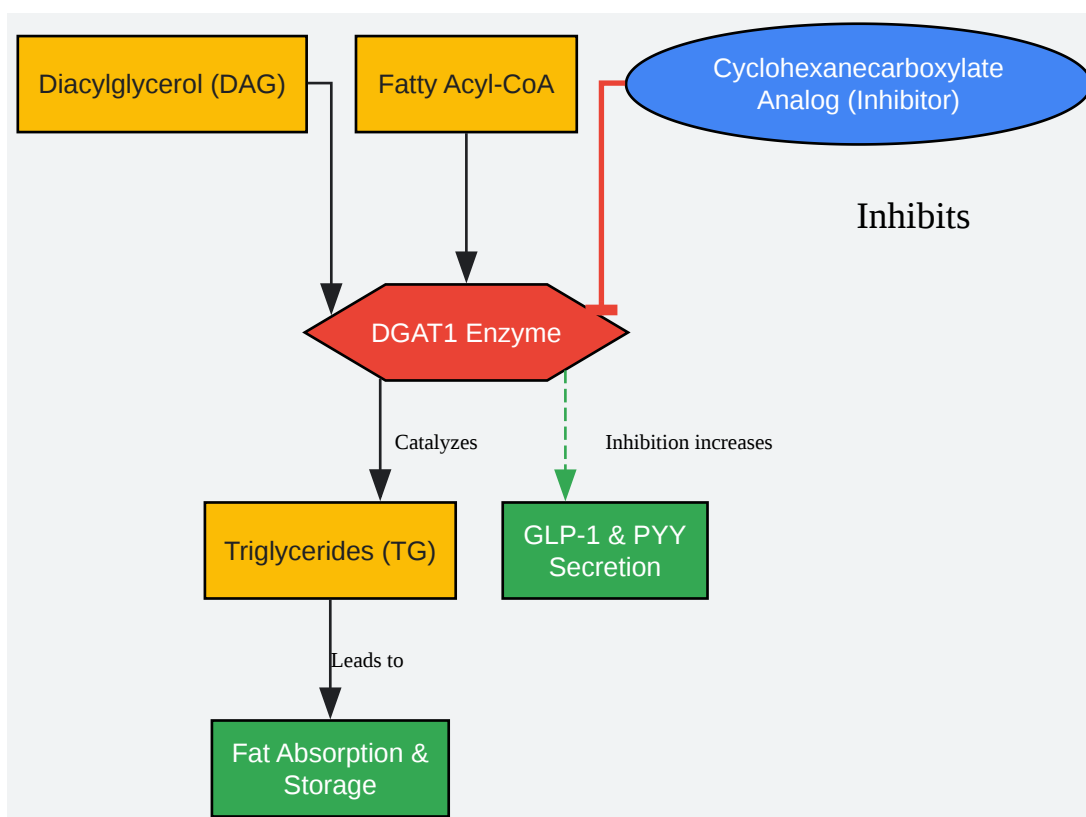 Diacylglycerol (DAG)
Fatty Acyl-CoA
Cyclohexanecarboxylate
Analog (Inhibitor)
Inhibits
DGAT1 Enzyme
Catalyzes
Inhibition increases
Triglycerides (TG)
GLP-1 & PYY
Secretion
Leads to
Fat Absorption &
Storage